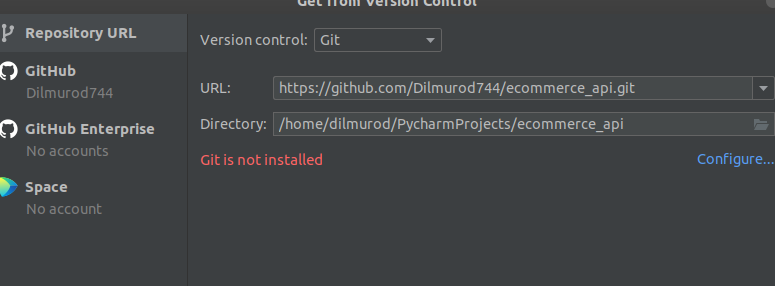 Get from Version Control
Repository URL
Version control: Git
GitHub
Dilmurod744
URL: https://github.com/Dilmurod744/ecommerce_api.git
GitHub Enterprise
No accounts
Directory: /home/dilmurod/PycharmProjects/ecommerce_api
Git is not installed Configure...
Space
No account